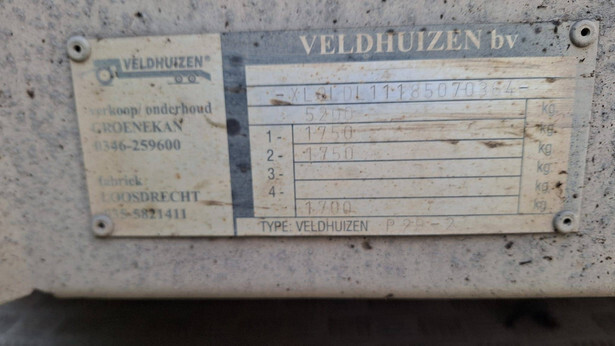 VELDHUIZEN®
verkoop/ onderhoud
GROENEKAN
0346-259600
fabriek:
LOOSDRECHT
5821411
VELDHUIZEN bv
5200 kg
1- 1750 kg
2- 1750 kg
3- kg
4- kg
1700 kg
TYPE: VELDHUIZEN